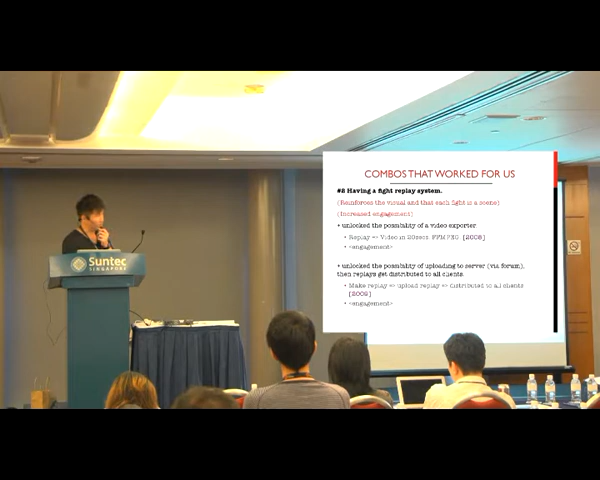 COMBOS THAT WORKED FOR US
#2 Having a fight replay system.
(Reinforces the visual and that each fight is a scene)
(Increased engagement)
• unlocked the possibility of a video exporter
• Replay => Video in 20secs. FFMPEG [2008]
• <engagement>
• unlocked the possibility of uploading to server (via forum),
then replays get distributed to all clients.
• Make replay => upload replay => distributed to all clients
[2009]
• <engagement>
Suntec
SINGAPORE